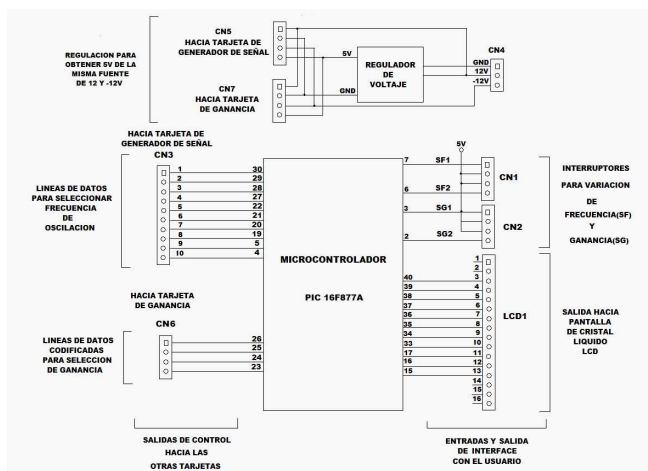 CN5
HACIA TARJETA DE
GENERADOR DE SEÑAL
REGULACION PARA
OBTENER 5V DE LA
MISMA FUENTE
DE 12 Y -12V
CN7
HACIA TARJETA
DE GANANCIA
5V
GND
REGULADOR
DE
VOLTAJE
CN4
GND
12V
-12V
HACIA TARJETA DE
GENERADOR DE SEÑAL
CN3
LINEAS DE DATOS
PARA SELECCIONAR
FRECUENCIA
DE
OSCILACION
1 30
2 29
3 28
4 27
5 22
6 21
7 20
8 19
9 5
10 4
HACIA TARJETA
DE GANANCIA
CN6
LINEAS DE DATOS
CODIFICADAS
PARA SELECCION
DE GANANCIA
26
25
24
23
MICROCONTROLADOR
PIC 16F877A
5V
7 SF1
6 SF2
3 SG1
2 SG2
CN1
CN2
INTERRUPTORES
PARA VARIACION
DE
FRECUENCIA(SF)
Y
GANANCIA(SG)
1
2
40 3
39 4
38 5
37 6
36 7
35 8
34 9
33 10
17 11
16 12
15 13
14
15
16
LCD1
SALIDA HACIA
PANTALLA
DE CRISTAL
LIQUIDO
LCD
SALIDAS DE CONTROL
HACIA LAS
OTRAS TARJETAS
ENTRADAS Y SALIDA
DE INTERFACE
CON EL USUARIO